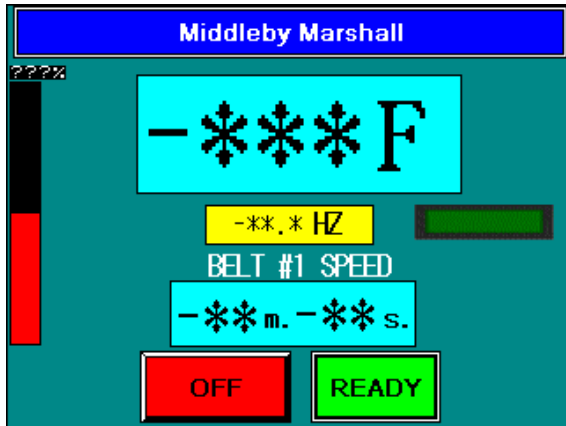 Middleby Marshall
???%
-***F
-**.* HZ
BELT #1 SPEED
-**m.-**s.
OFF
READY